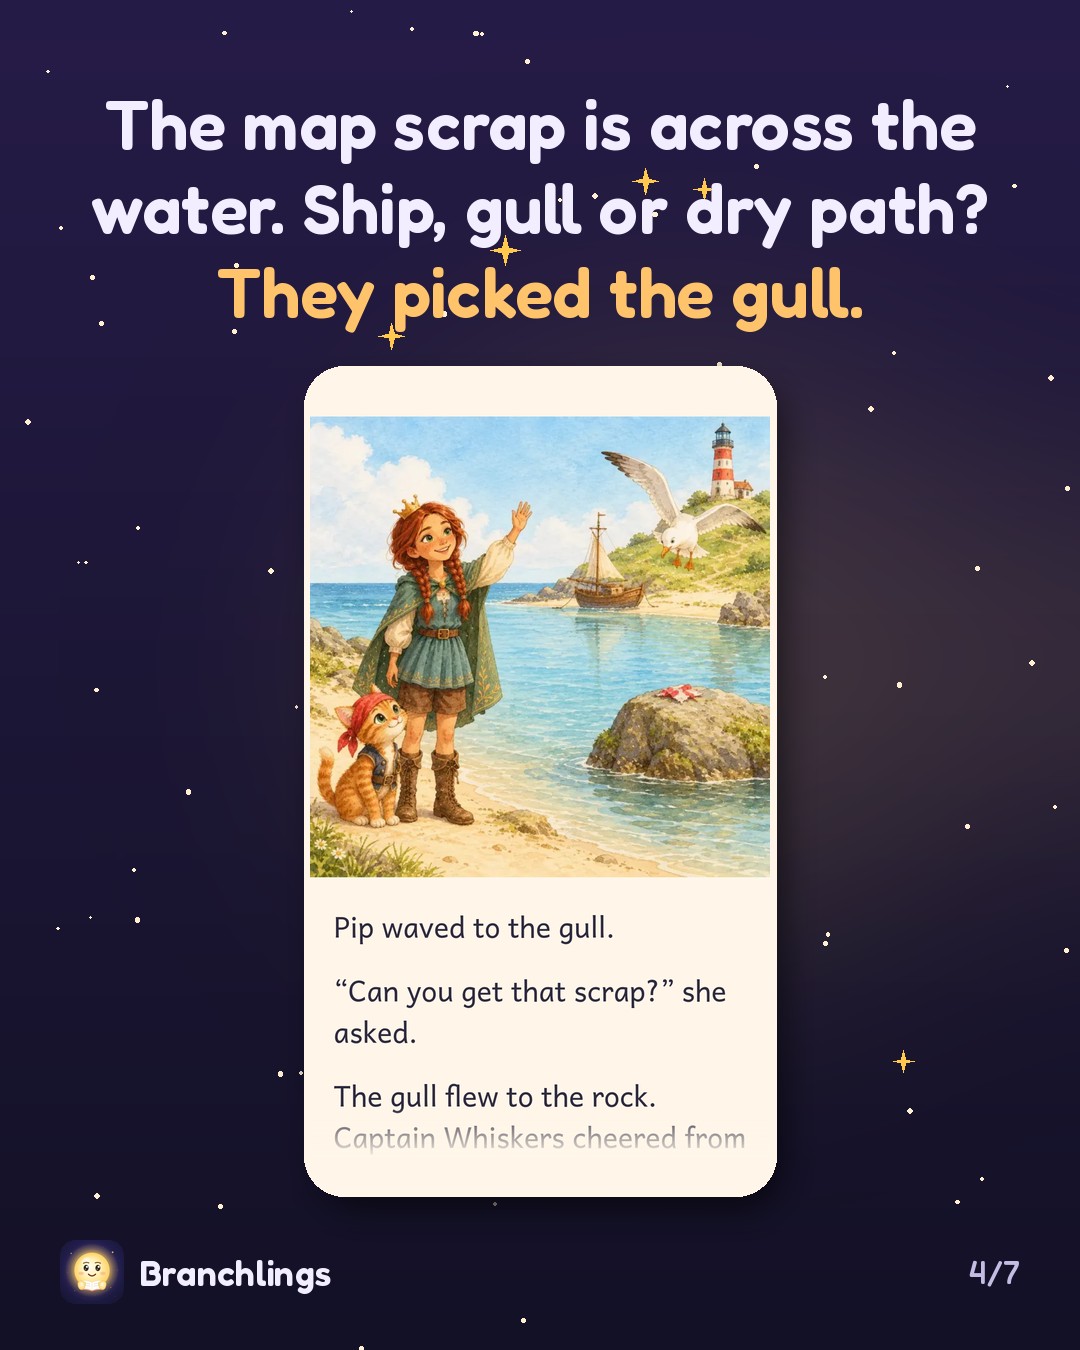 The map scrap is across the
water. Ship, gull or dry path?
They picked the gull.
Pip waved to the gull.
“Can you get that scrap?” she
asked.
The gull flew to the rock.
Captain Whiskers cheered from
Branchlings
4/7